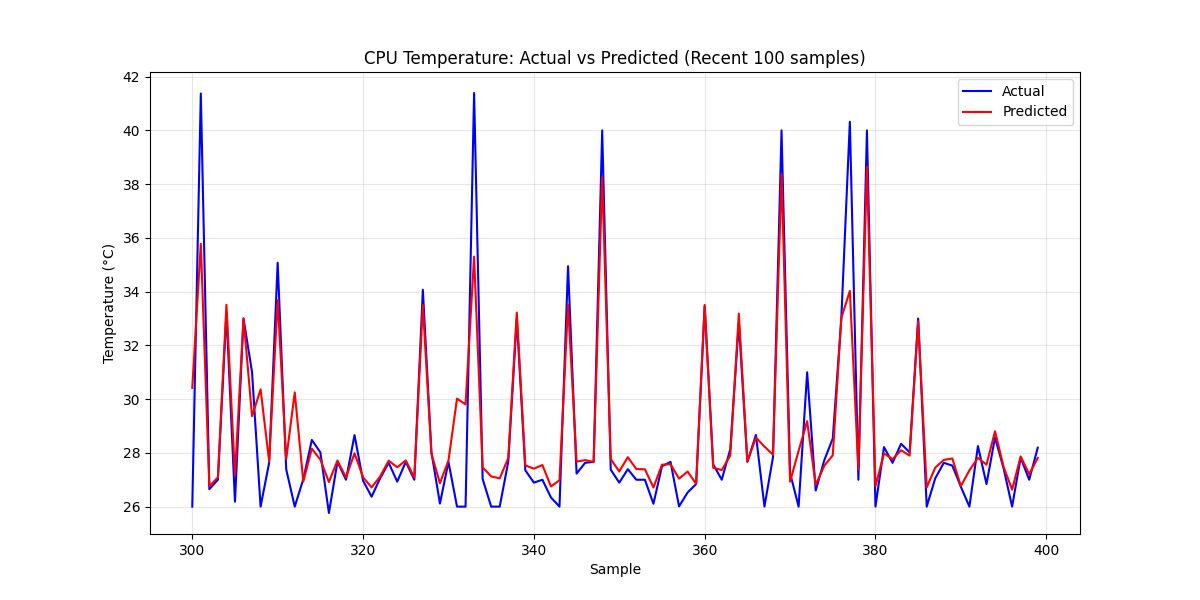 CPU Temperature: Actual vs Predicted (Recent 100 samples)
Actual
Predicted
Temperature (°C)
42
40
38
36
34
32
30
28
26
300 320 340 360 380 400
Sample